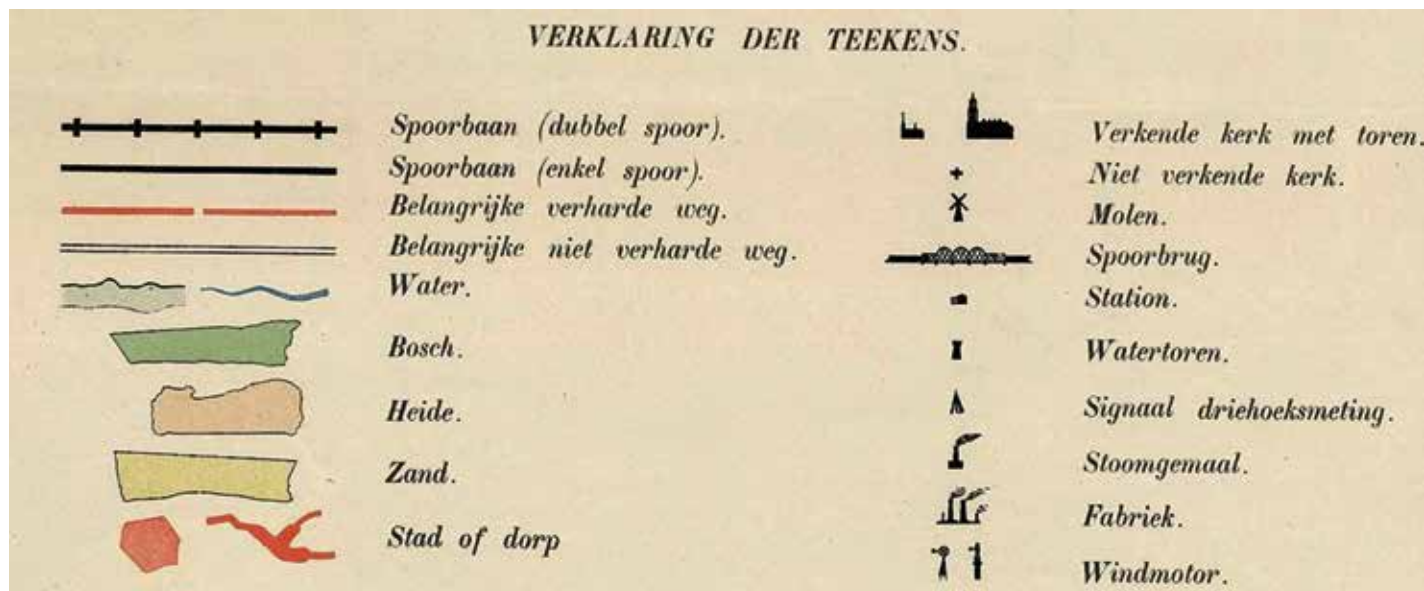 VERKLARING DER TEEKENS.
Spoorbaan (dubbel spoor).
Spoorbaan (enkel spoor).
Belangrijke verharde weg.
Belangrijke niet verharde weg.
Water.
Bosch.
Heide.
Zand.
Stad of dorp
Verkende kerk met toren.
Niet verkende kerk.
Molen.
Spoorbrug.
Station.
Watertoren.
Signaal driehoeksmeting.
Stoomgemaal.
Fabriek.
Windmotor.